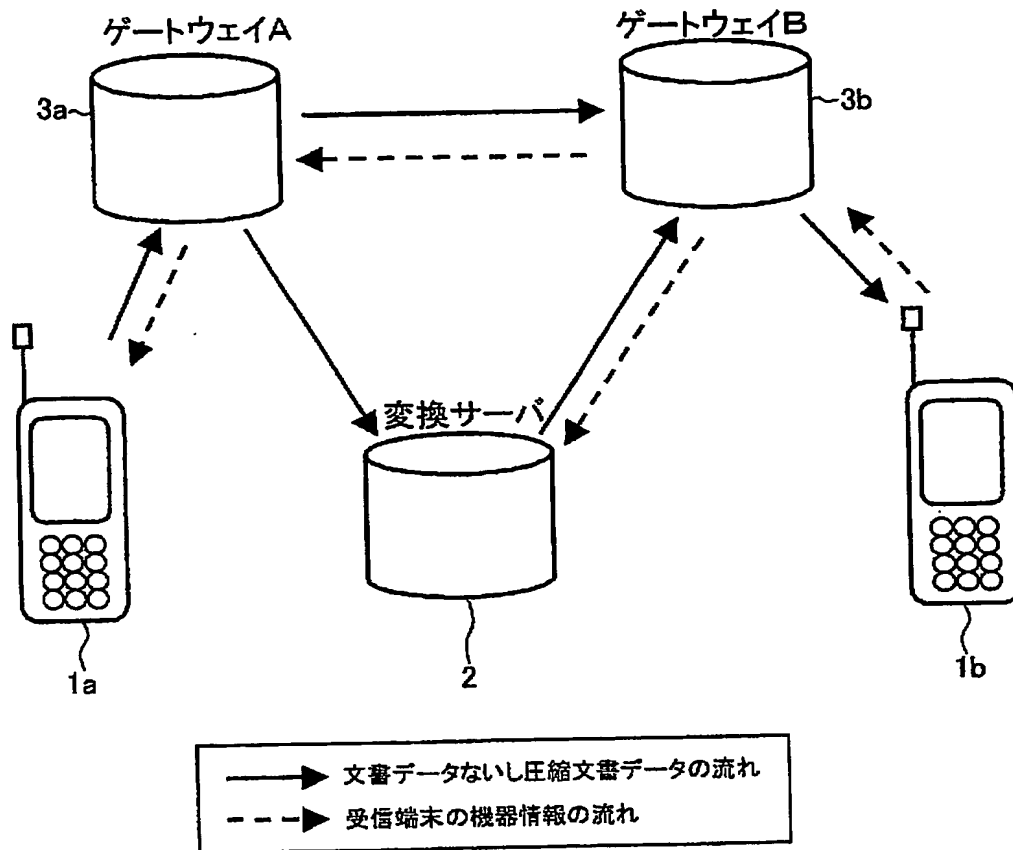 ゲートウェイA
ゲートウェイB
3a
3b
変換サーバ
1a
2
1b
文書データないし圧縮文書データの流れ
受信端末の機器情報の流れ